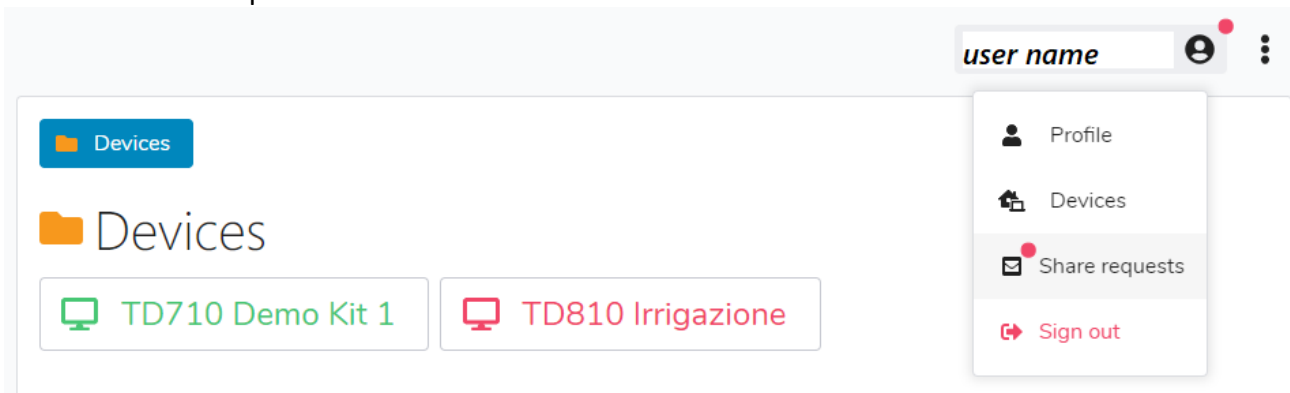 user name
Devices
Devices
TD710 Demo Kit 1
TD810 Irrigazione
Profile
Devices
Share requests
Sign out